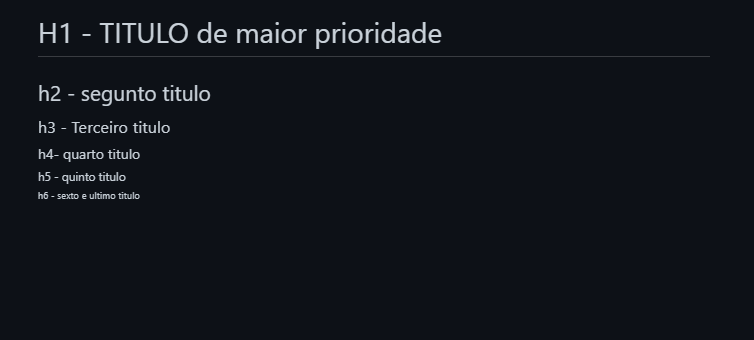 H1 - TITULO de maior prioridade
h2 - segunto titulo
h3 - Terceiro titulo
h4- quarto titulo
h5 - quinto titulo
h6 - sexto e ultimo titulo